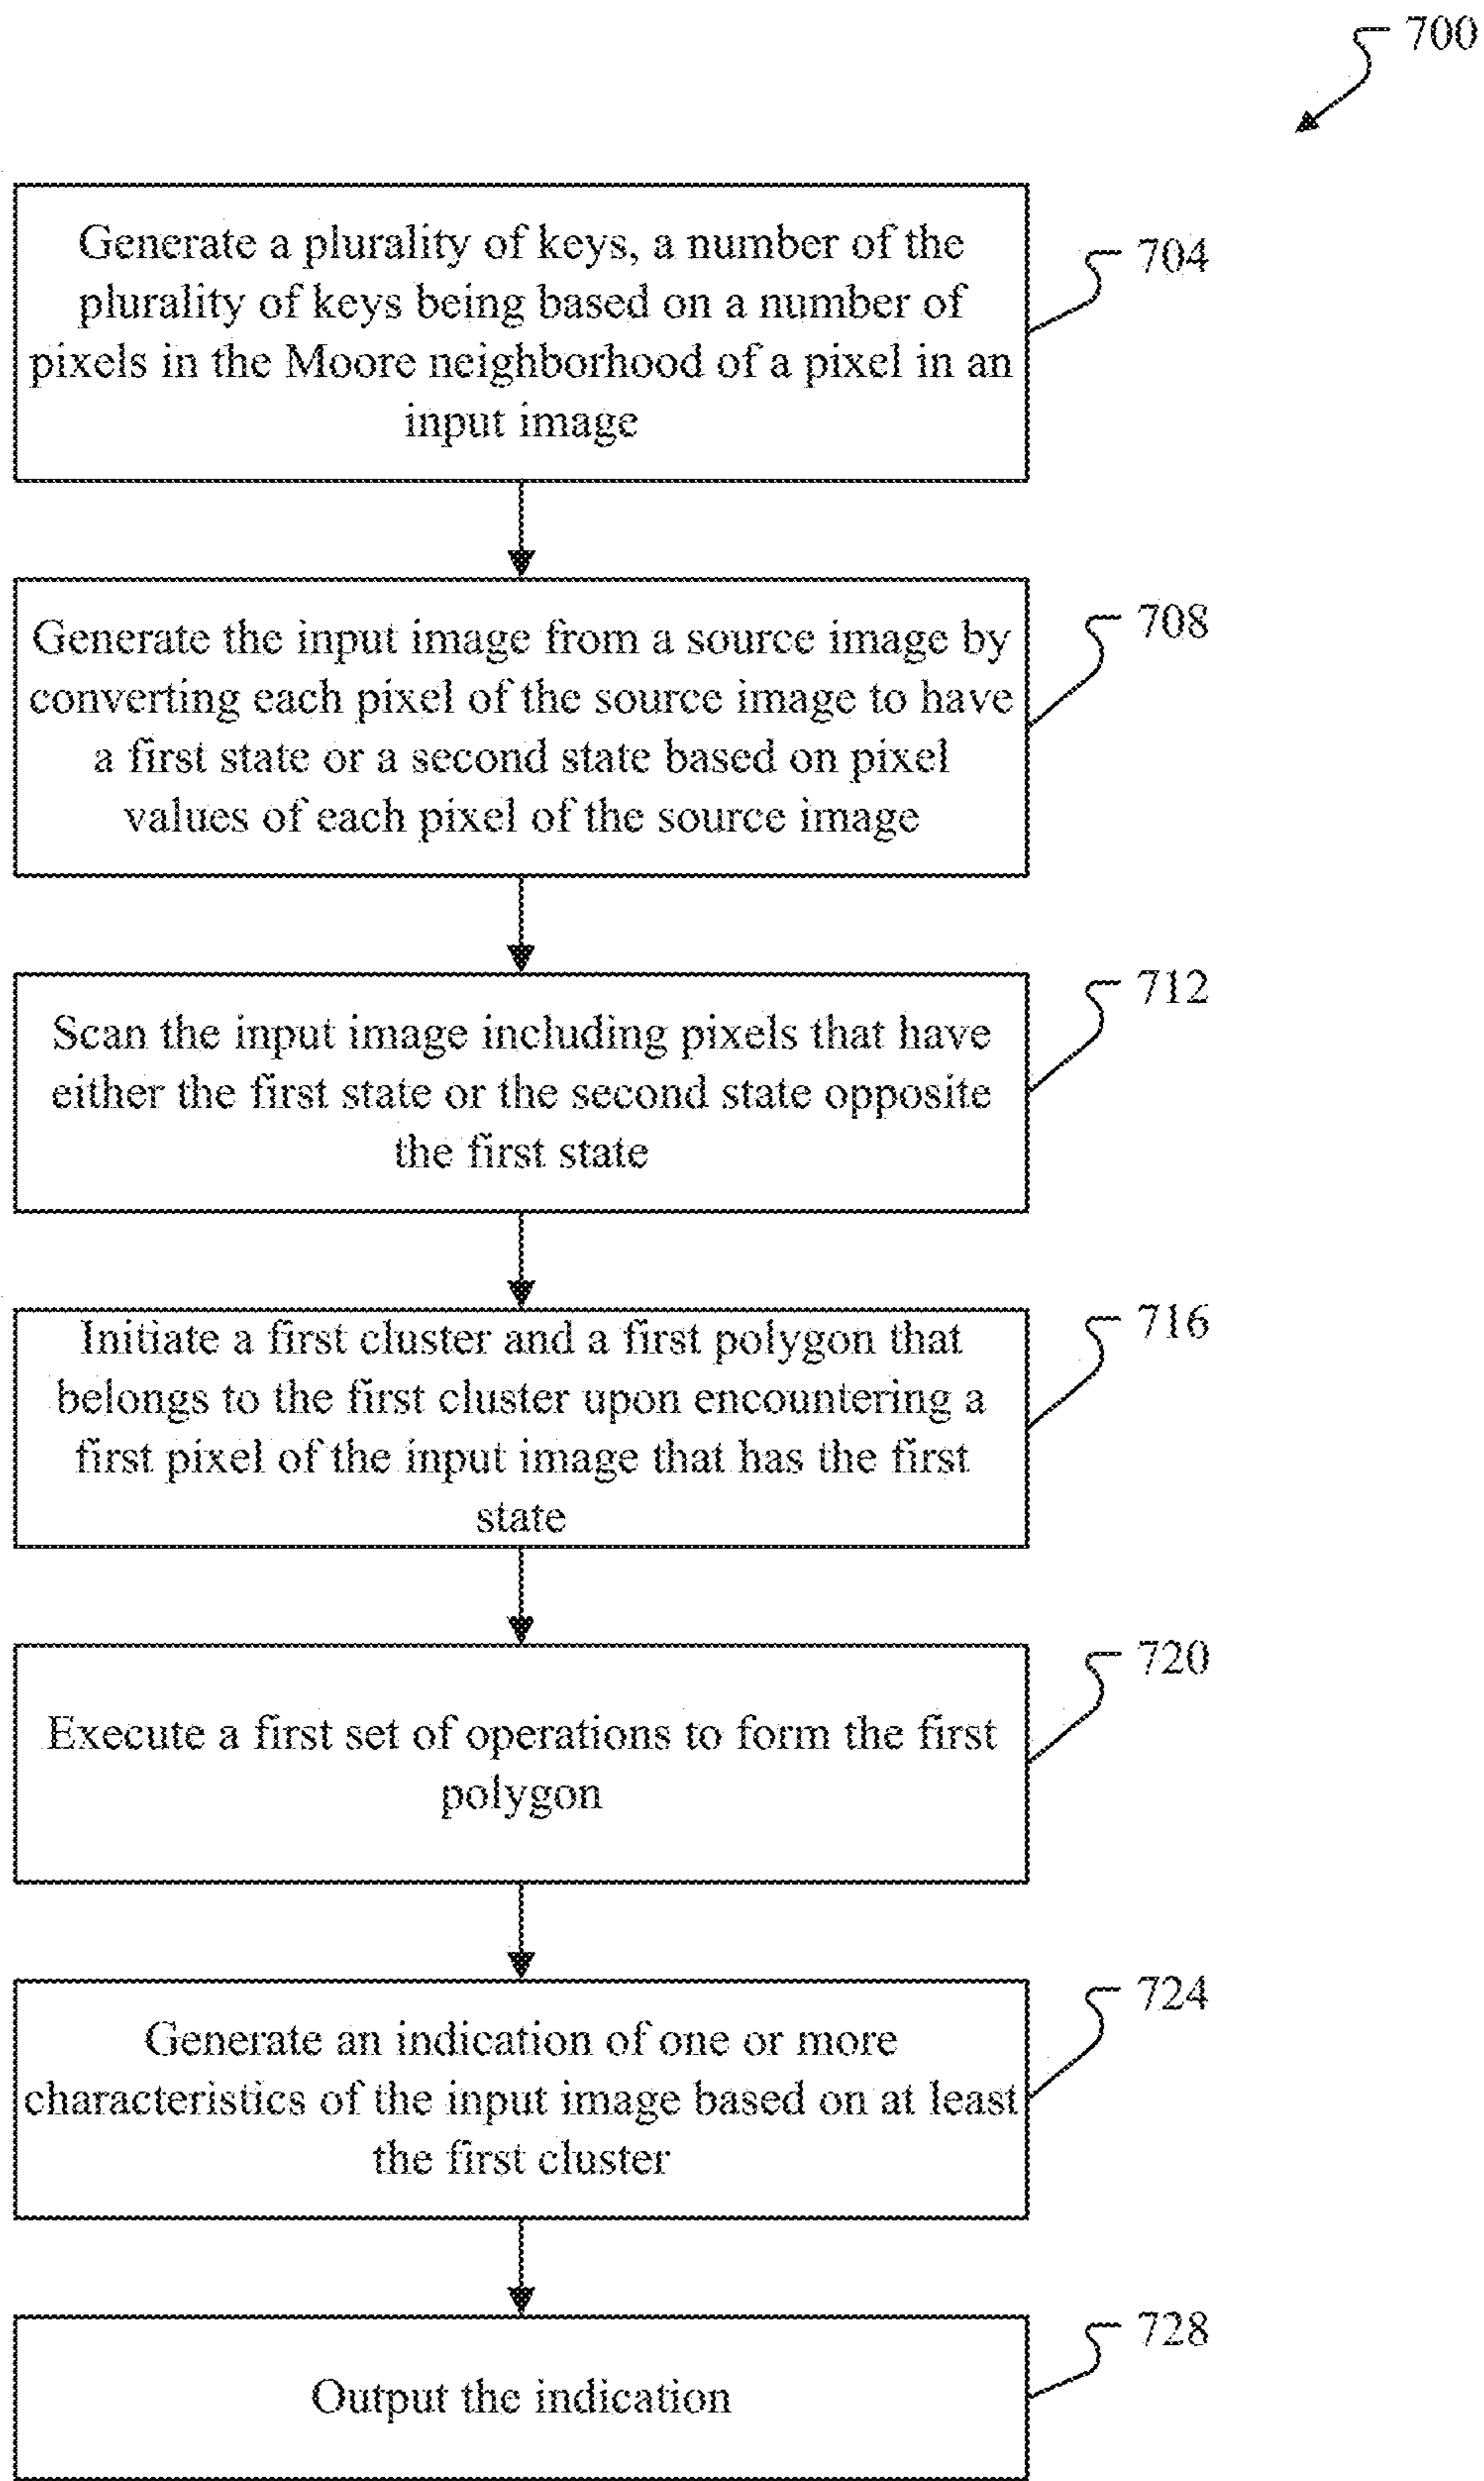 700
Generate a plurality of keys, a number of the
plurality of keys being based on a number of
pixels in the Moore neighborhood of a pixel in an
input image
704
Generate the input image from a source image by
converting each pixel of the source image to have
a first state or a second state based on pixel
values of each pixel of the source image
708
Scan the input image including pixels that have
either the first state or the second state opposite
the first state
712
Initiate a first cluster and a first polygon that
belongs to the first cluster upon encountering a
first pixel of the input image that has the first
state
716
Execute a first set of operations to form the first
polygon
720
Generate an indication of one or more
characteristics of the input image based on at least
the first cluster
724
Output the indication
728